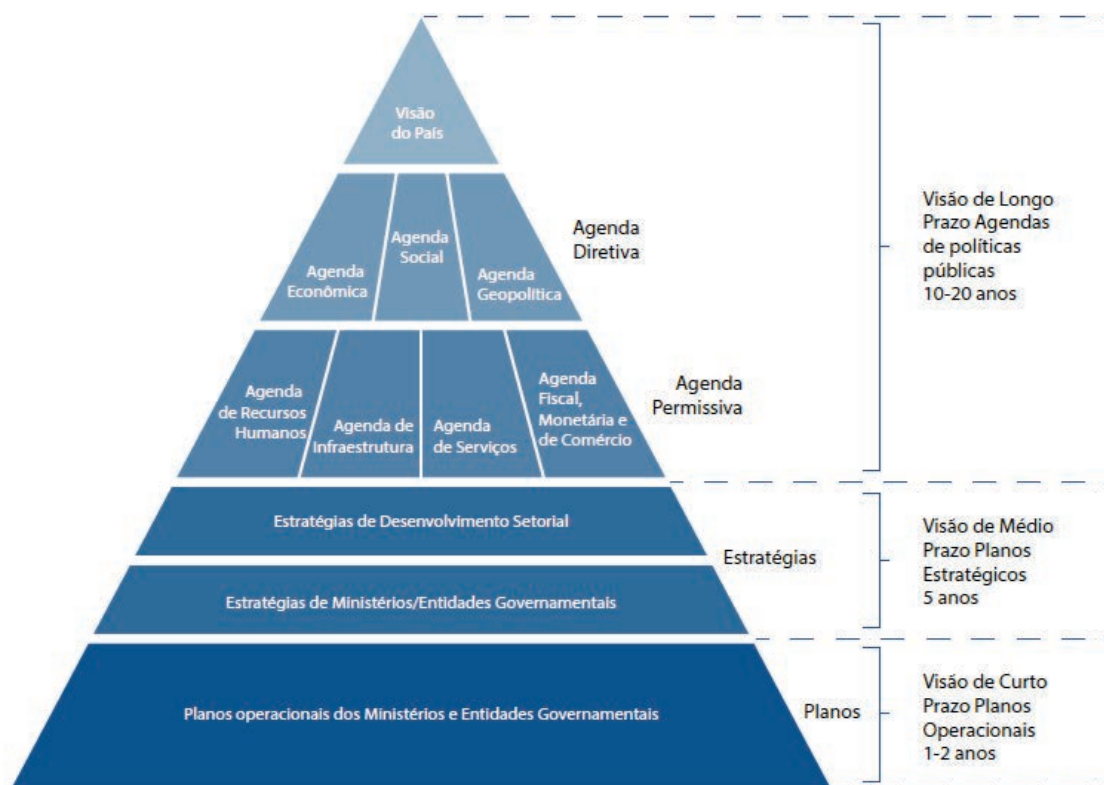 Visão
do País
Agenda
Econômica
Agenda
Social
Agenda
Geopolítica
Agenda
Diretiva
Agenda
de Recursos
Humanos
Agenda de
Infraestrutura
Agenda
de Serviços
Agenda
Fiscal,
Monetária e
de Comércio
Agenda
Permissiva
Visão de Longo
Prazo Agendas
de políticas
públicas
10-20 anos
Estratégias de Desenvolvimento Setorial
Estratégias de Ministérios/Entidades Governamentais
Estratégias
Visão de Médio
Prazo Planos
Estratégicos
5 anos
Planos operacionais dos Ministérios e Entidades Governamentais
Planos
Visão de Curto
Prazo Planos
Operacionais
1-2 anos